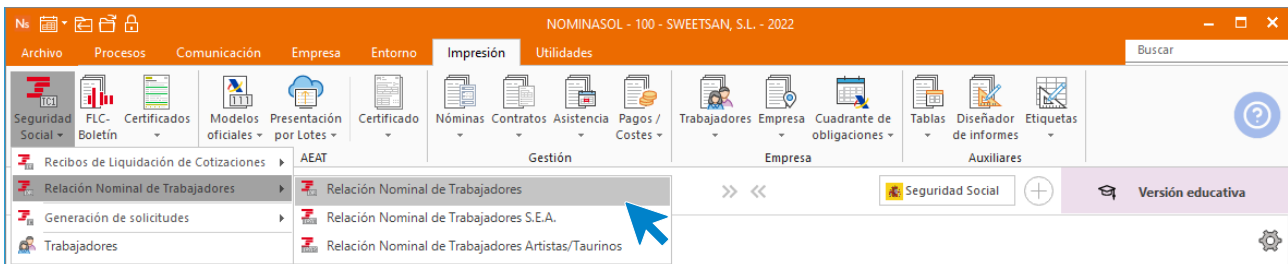 Ns NOMINASOL - 100 - SWEETSAN, S.L. - 2022
Archivo Procesos Comunicación Empresa Entorno Impresión Utilidades Buscar
TC1 111
Seguridad Social FLC-Boletín Certificados Modelos oficiales Presentación por Lotes Certificado Nóminas Contratos Asistencia Pagos / Costes Trabajadores Empresa Cuadrante de obligaciones Tablas Diseñador de informes Etiquetas
AEAT Gestión Empresa Auxiliares
Recibos de Liquidación de Cotizaciones
Relación Nominal de Trabajadores
Relación Nominal de Trabajadores
Seguridad Social
Versión educativa
Generación de solicitudes
Relación Nominal de Trabajadores S.E.A.
Trabajadores
Relación Nominal de Trabajadores Artistas/Taurinos